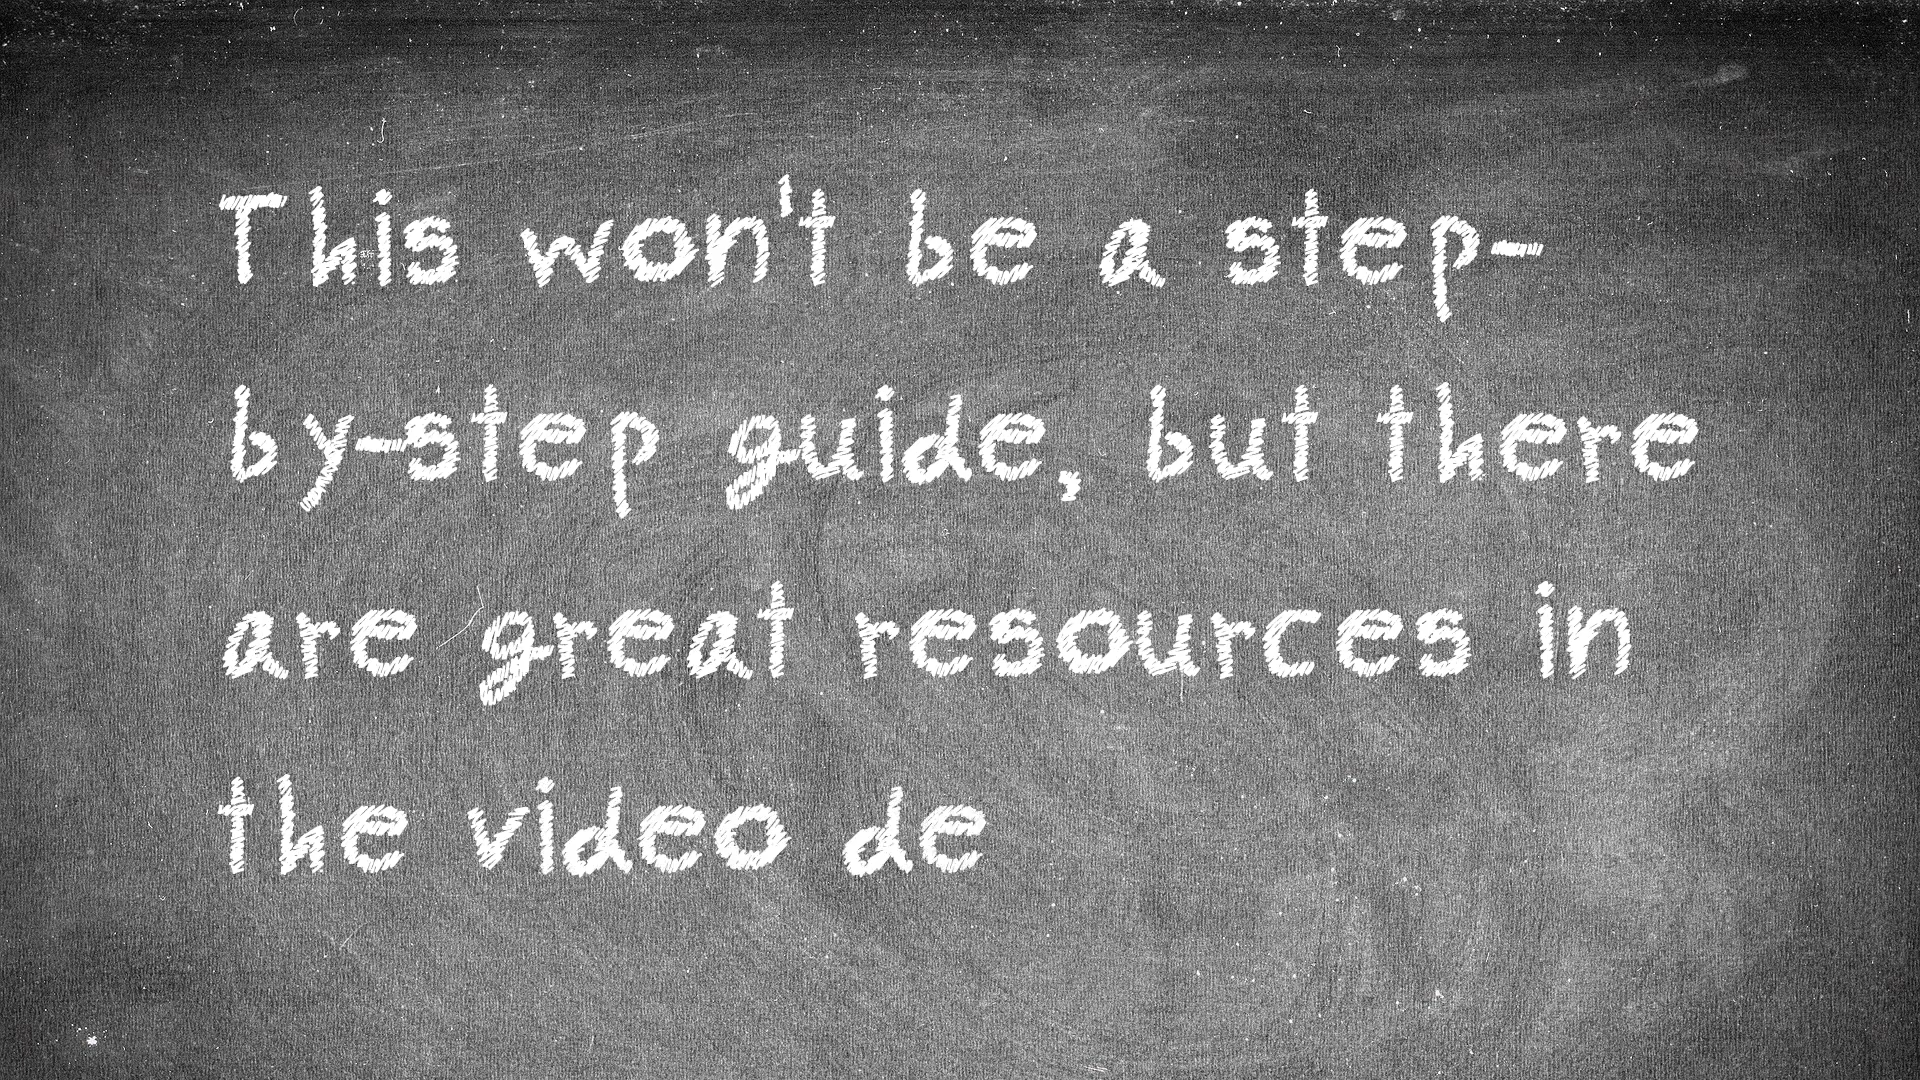 This won't be a step-
by-step guide, but there
are great resources in
the video de